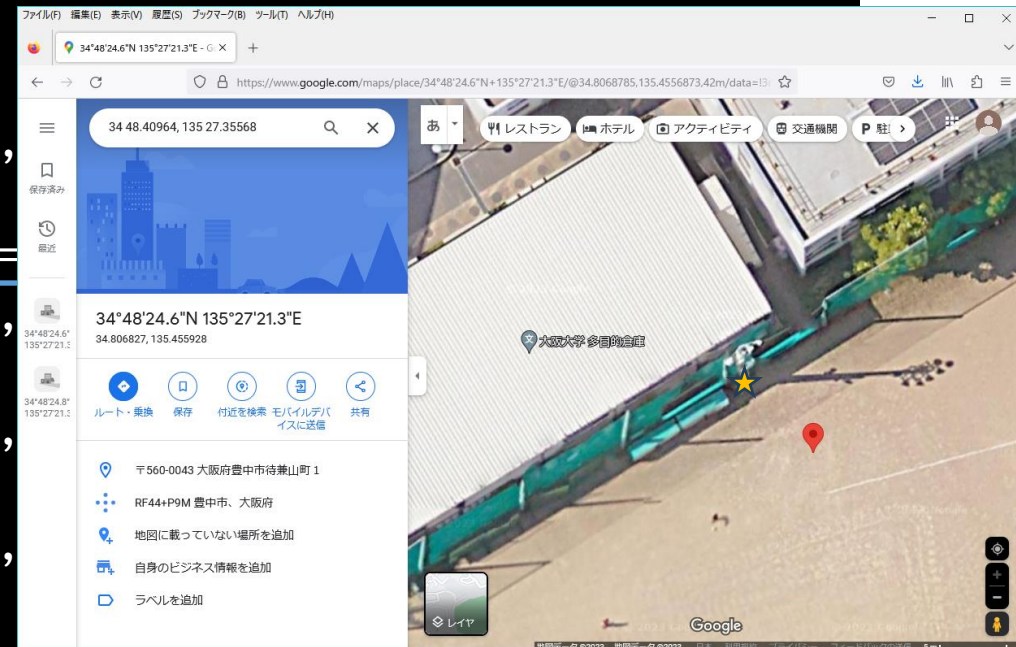 ファイル(F) 編集(E) 表示(V) 履歴(S) ブックマーク(B) ツール(T) ヘルプ(H)
34°48'24.6"N 135°27'21.3"E - G
https://www.google.com/maps/place/34°48'24.6"N+135°27'21.3"E/@34.8068785,135.4556873,42m/data=!3
34 48.40964, 135 27.35568
あ
レストラン
ホテル
アクティビティ
交通機関
P 駐
保存済み
最近
34°48'24.6"
135°27'21.3
34°48'24.8"
135°27'21.3
34°48'24.6"N 135°27'21.3"E
34.806827, 135.455928
ルート・乗換
保存
付近を検索
モバイルデバ
イスに送信
共有
〒560-0043 大阪府豊中市待兼山町 1
RF44+P9M 豊中市、大阪府
地図に載っていない場所を追加
自身のビジネス情報を追加
ラベルを追加
大阪大学 多目的倉庫
レイヤ
Google
,
,
,
,